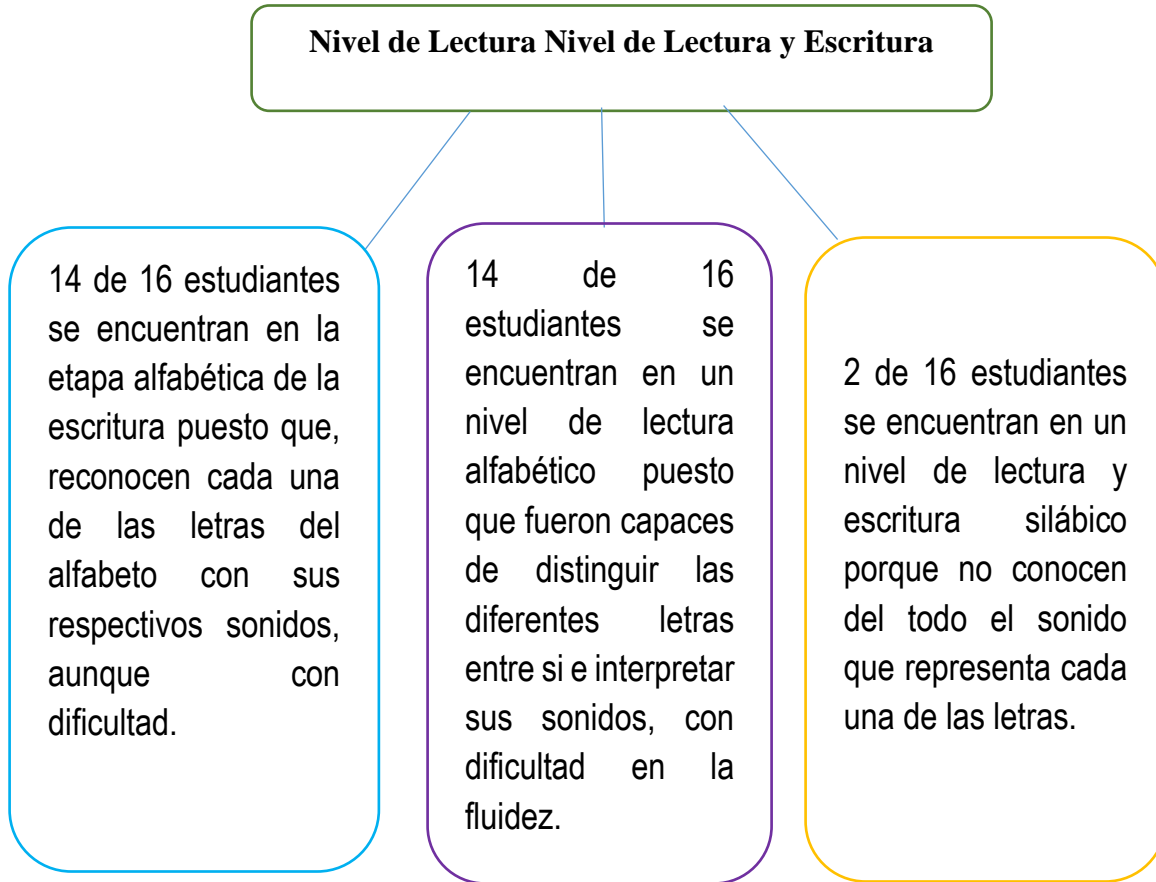 Nivel de Lectura Nivel de Lectura y Escritura
14 de 16 estudiantes
se encuentran en la
etapa alfabética de la
escritura puesto que,
reconocen cada una
de las letras del
alfabeto con sus
respectivos sonidos,
aunque con
dificultad.
14 de 16
estudiantes se
encuentran en un
nivel de lectura
alfabético puesto
que fueron capaces
de distinguir las
diferentes letras
entre si e interpretar
sus sonidos, con
dificultad en la
fluidez.
2 de 16 estudiantes
se encuentran en un
nivel de lectura y
escritura silábico
porque no conocen
del todo el sonido
que representa cada
una de las letras.